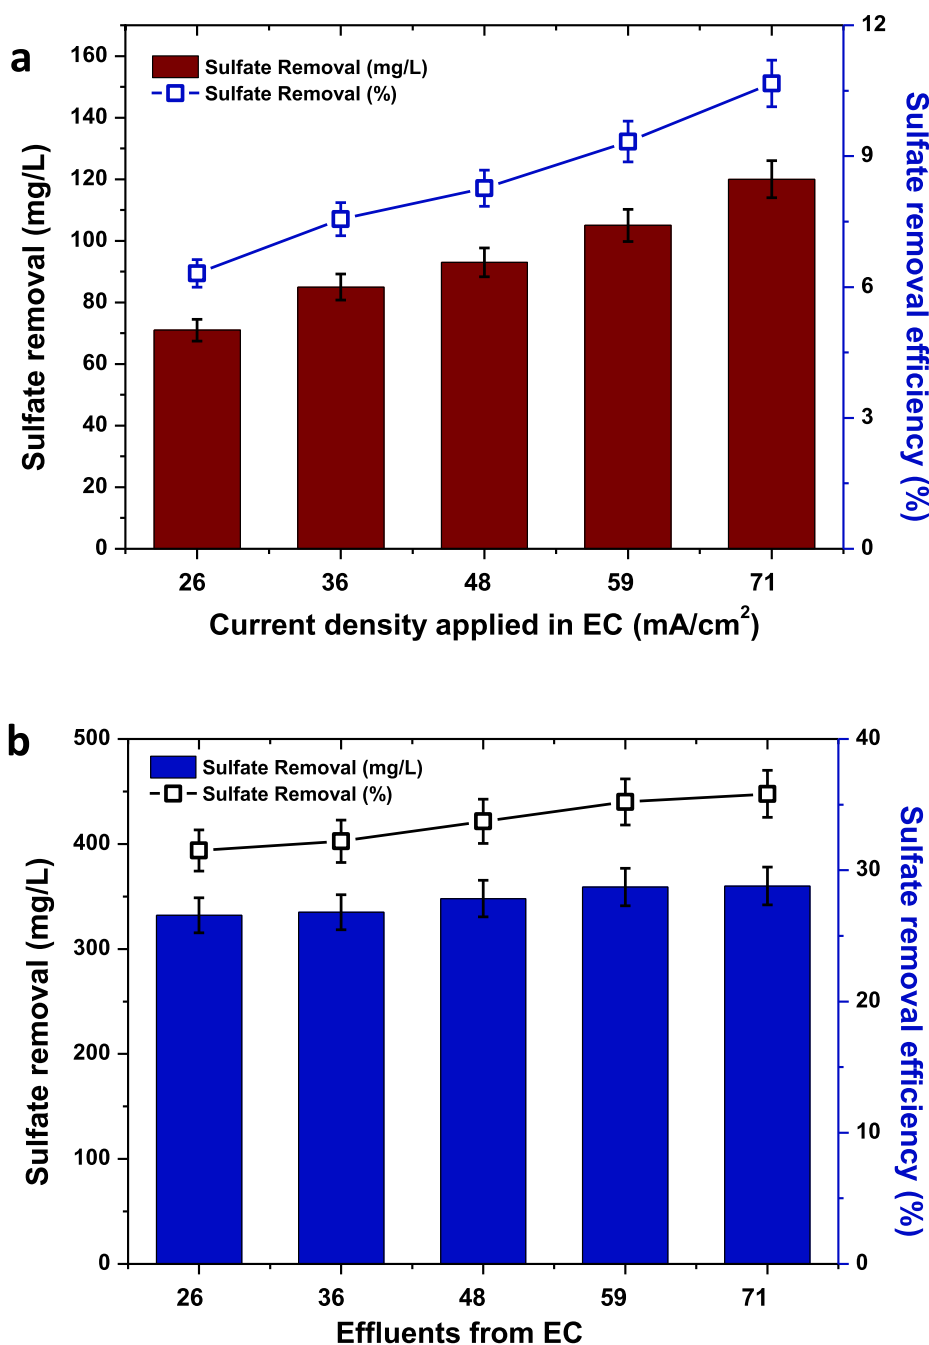 a
Sulfate Removal (mg/L)
Sulfate Removal (%)
Sulfate removal (mg/L)
160
140
120
100
80
60
40
20
0
12
9
6
3
0
Sulfate removal efficiency (%)
26 36 48 59 71
Current density applied in EC (mA/cm²)
b
Sulfate Removal (mg/L)
Sulfate Removal (%)
Sulfate removal (mg/L)
500
400
300
200
100
0
40
30
20
10
0
Sulfate removal efficiency (%)
26 36 48 59 71
Effluents from EC